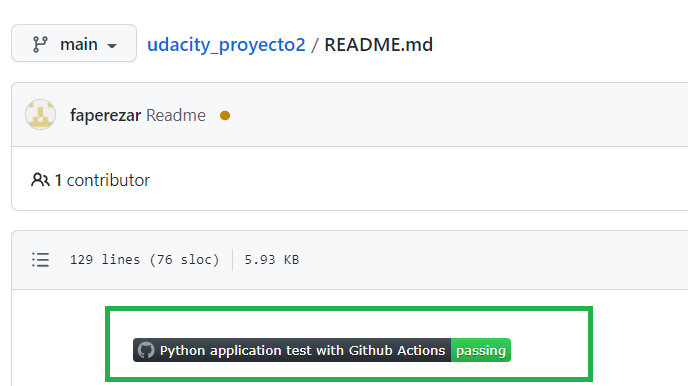 main udacity_proyecto2 / README.md
faperezar Readme
1 contributor
129 lines (76 sloc) 5.93 KB
Python application test with Github Actions passing